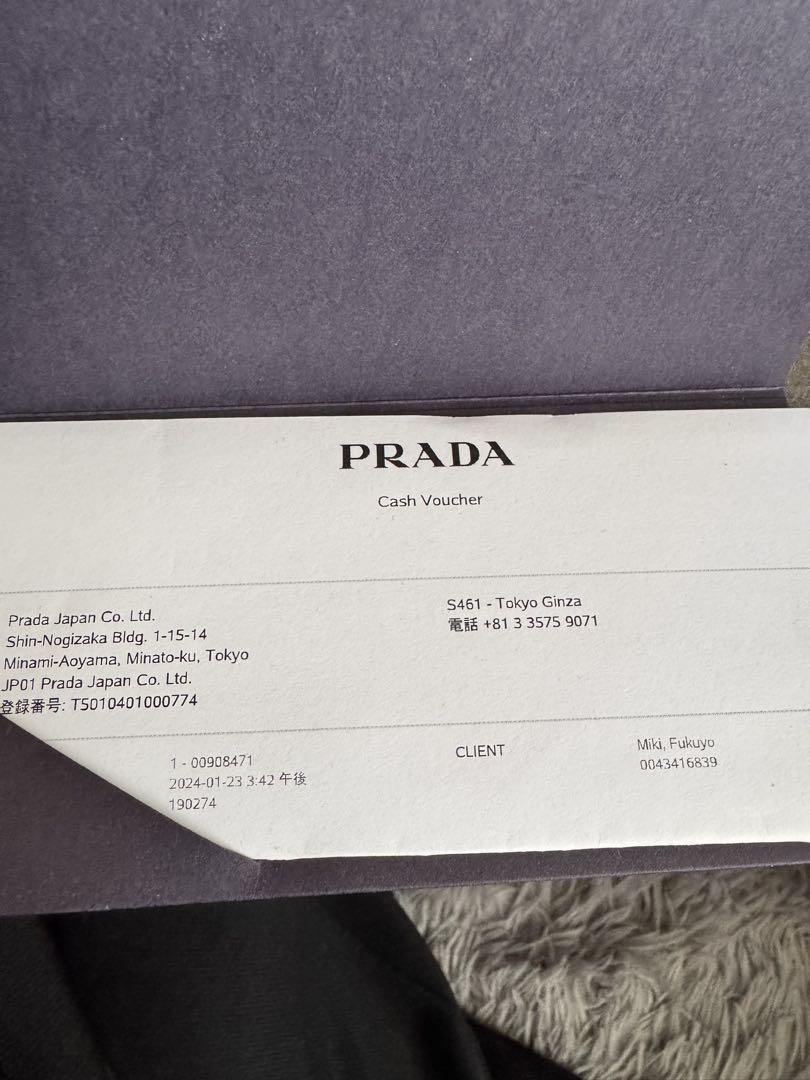 PRADA
Cash Voucher
Prada Japan Co. Ltd.
Shin-Nogizaka Bldg. 1-15-14
Minami-Aoyama, Minato-ku, Tokyo
JP01 Prada Japan Co. Ltd.
登録番号: T5010401000774
S461 - Tokyo Ginza
電話 +81 3 3575 9071
1 - 00908471
2024-01-23 3:42 午後
190274
CLIENT
Miki, Fukuyo
0043416839